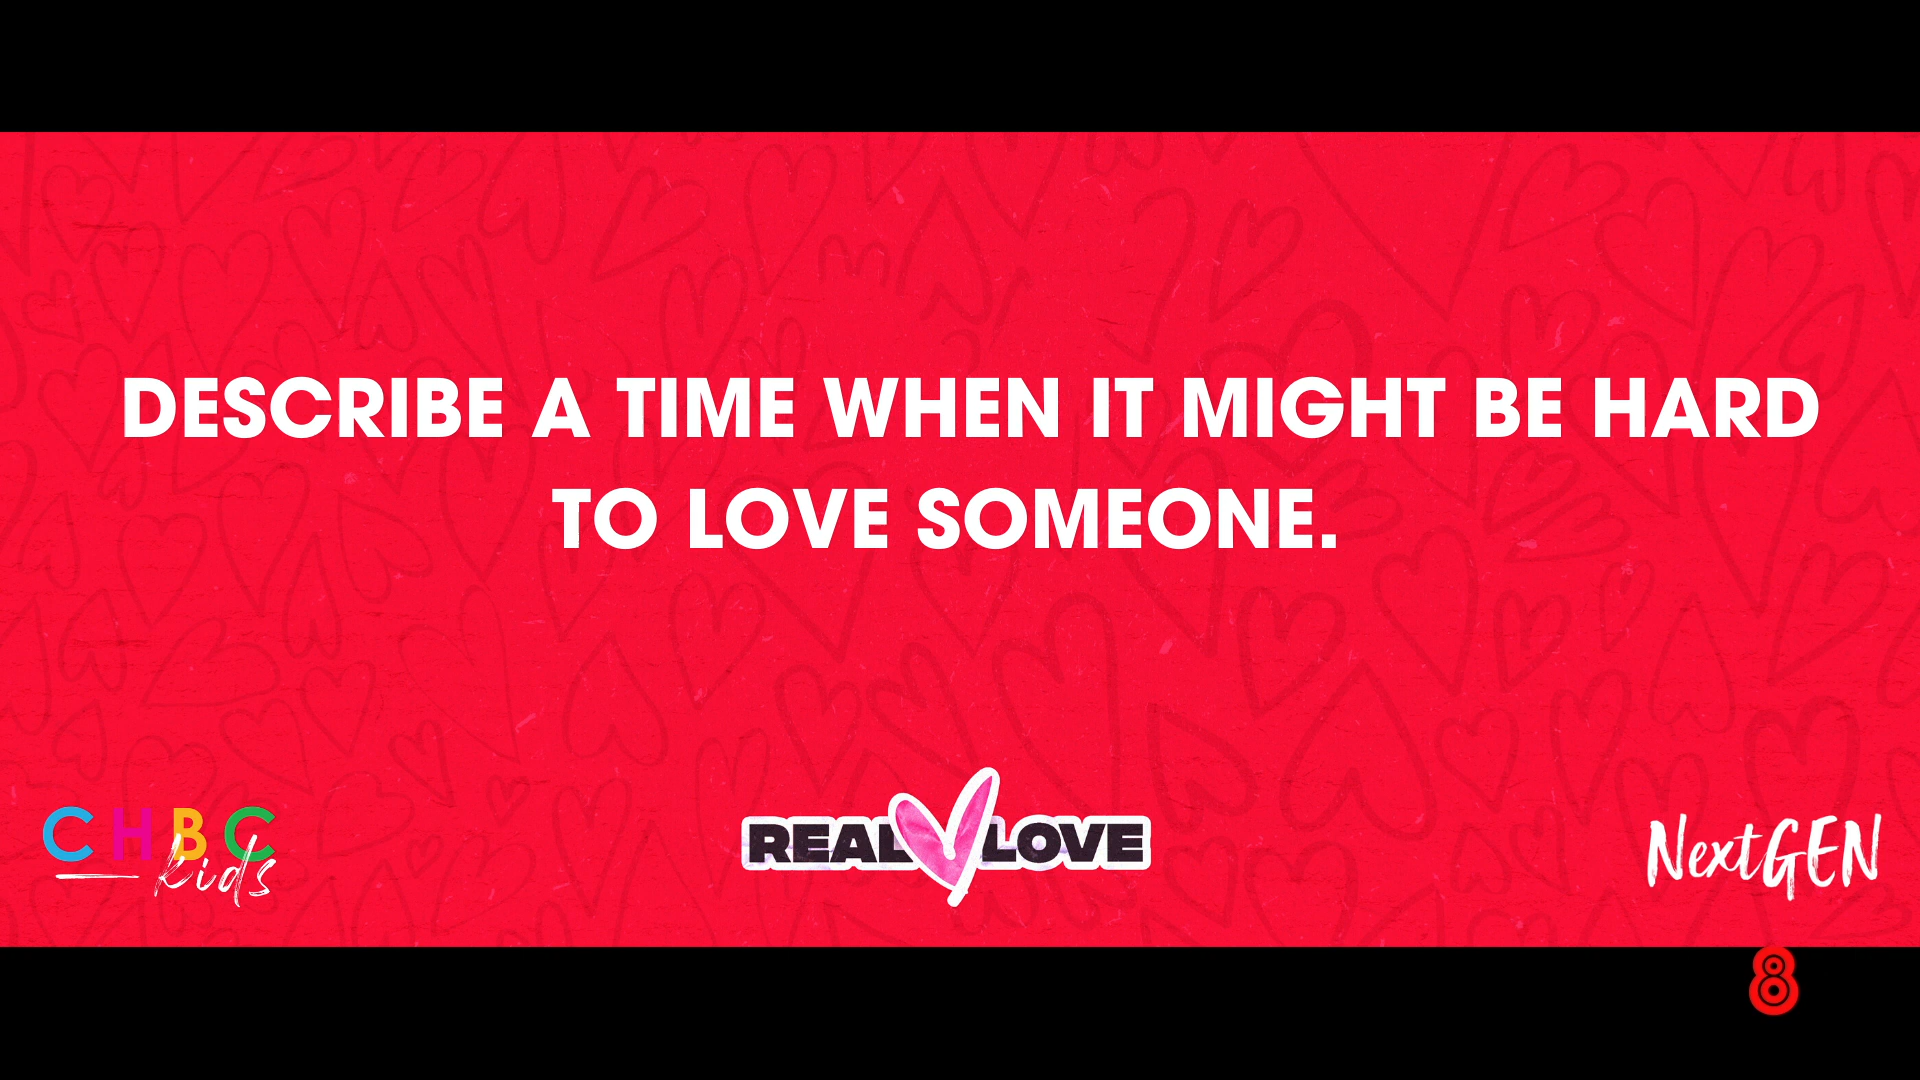 DESCRIBE A TIME WHEN IT MIGHT BE HARD
TO LOVE SOMEONE.
CHBC
kids
REAL LOVE
NextGEN
8